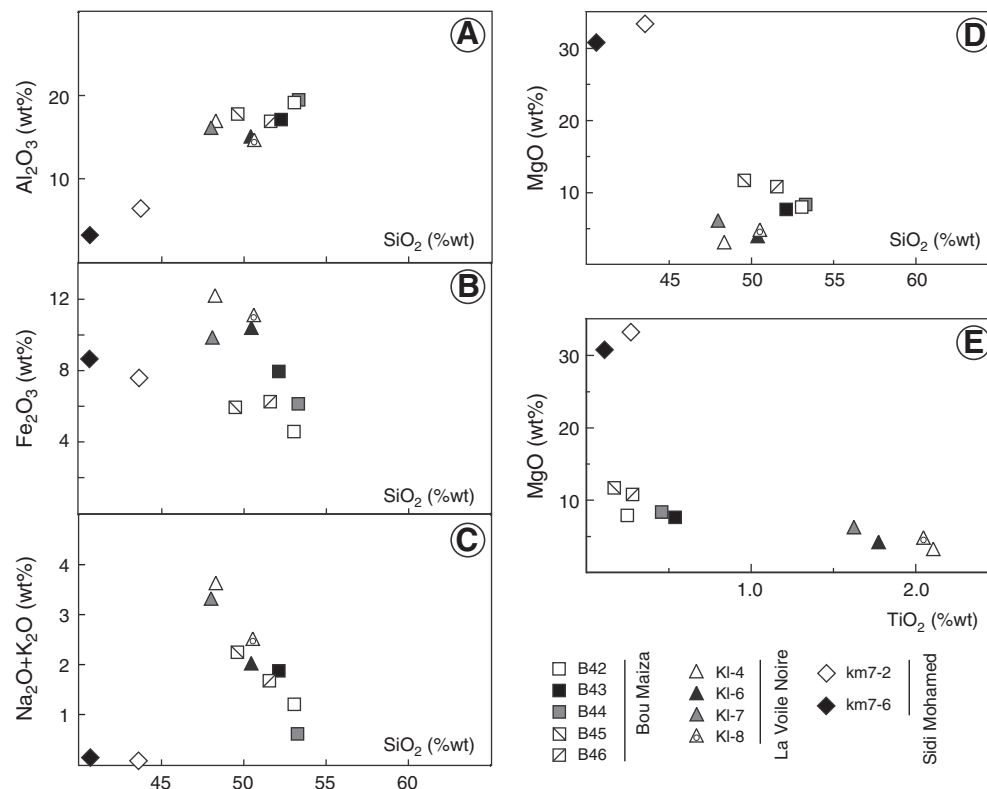 A
Al₂O₃ (wt%)
20
10
SiO₂ (%wt)
B
Fe₂O₃ (wt%)
12
8
4
SiO₂ (%wt)
C
Na₂O+K₂O (wt%)
4
3
2
1
SiO₂ (%wt)
45 50 55 60
D
MgO (wt%)
30
20
10
SiO₂ (%wt)
45 50 55 60
E
MgO (wt%)
30
20
10
1.0 2.0
TiO₂ (%wt)
B42
B43
B44
B45
B46
Bou Maiza
Kl-4
Kl-6
Kl-7
Kl-8
La Voile Noire
km7-2
km7-6
Sidi Mohamed